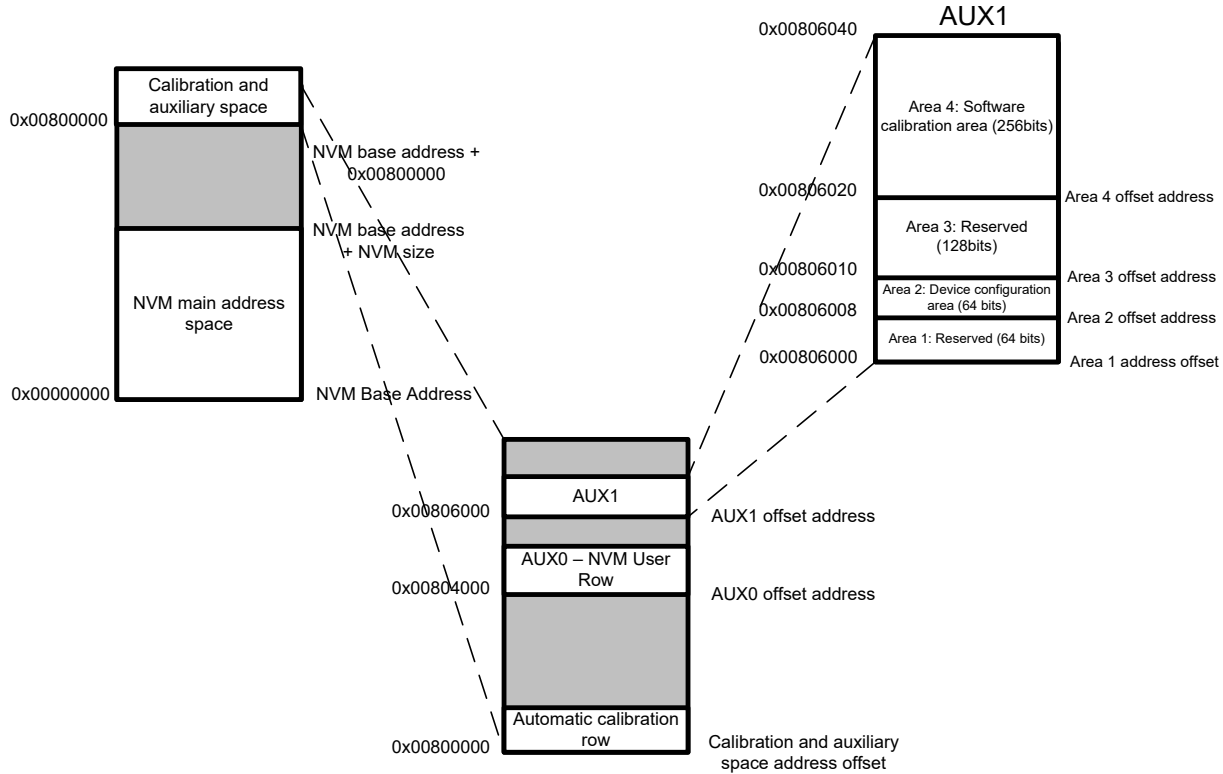 AUX1
0x00806040
Calibration and
auxiliary space
0x00800000
NVM base address +
0x00800000
NVM base address
+ NVM size
NVM main address
space
0x00000000
NVM Base Address
Area 4: Software
calibration area (256bits)
0x00806020
Area 4 offset address
Area 3: Reserved
(128bits)
0x00806010
Area 3 offset address
Area 2: Device configuration
area (64 bits)
0x00806008
Area 2 offset address
Area 1: Reserved (64 bits)
0x00806000
Area 1 address offset
AUX1
0x00806000
AUX1 offset address
AUX0 – NVM User
Row
0x00804000
AUX0 offset address
Automatic calibration
row
0x00800000
Calibration and auxiliary
space address offset